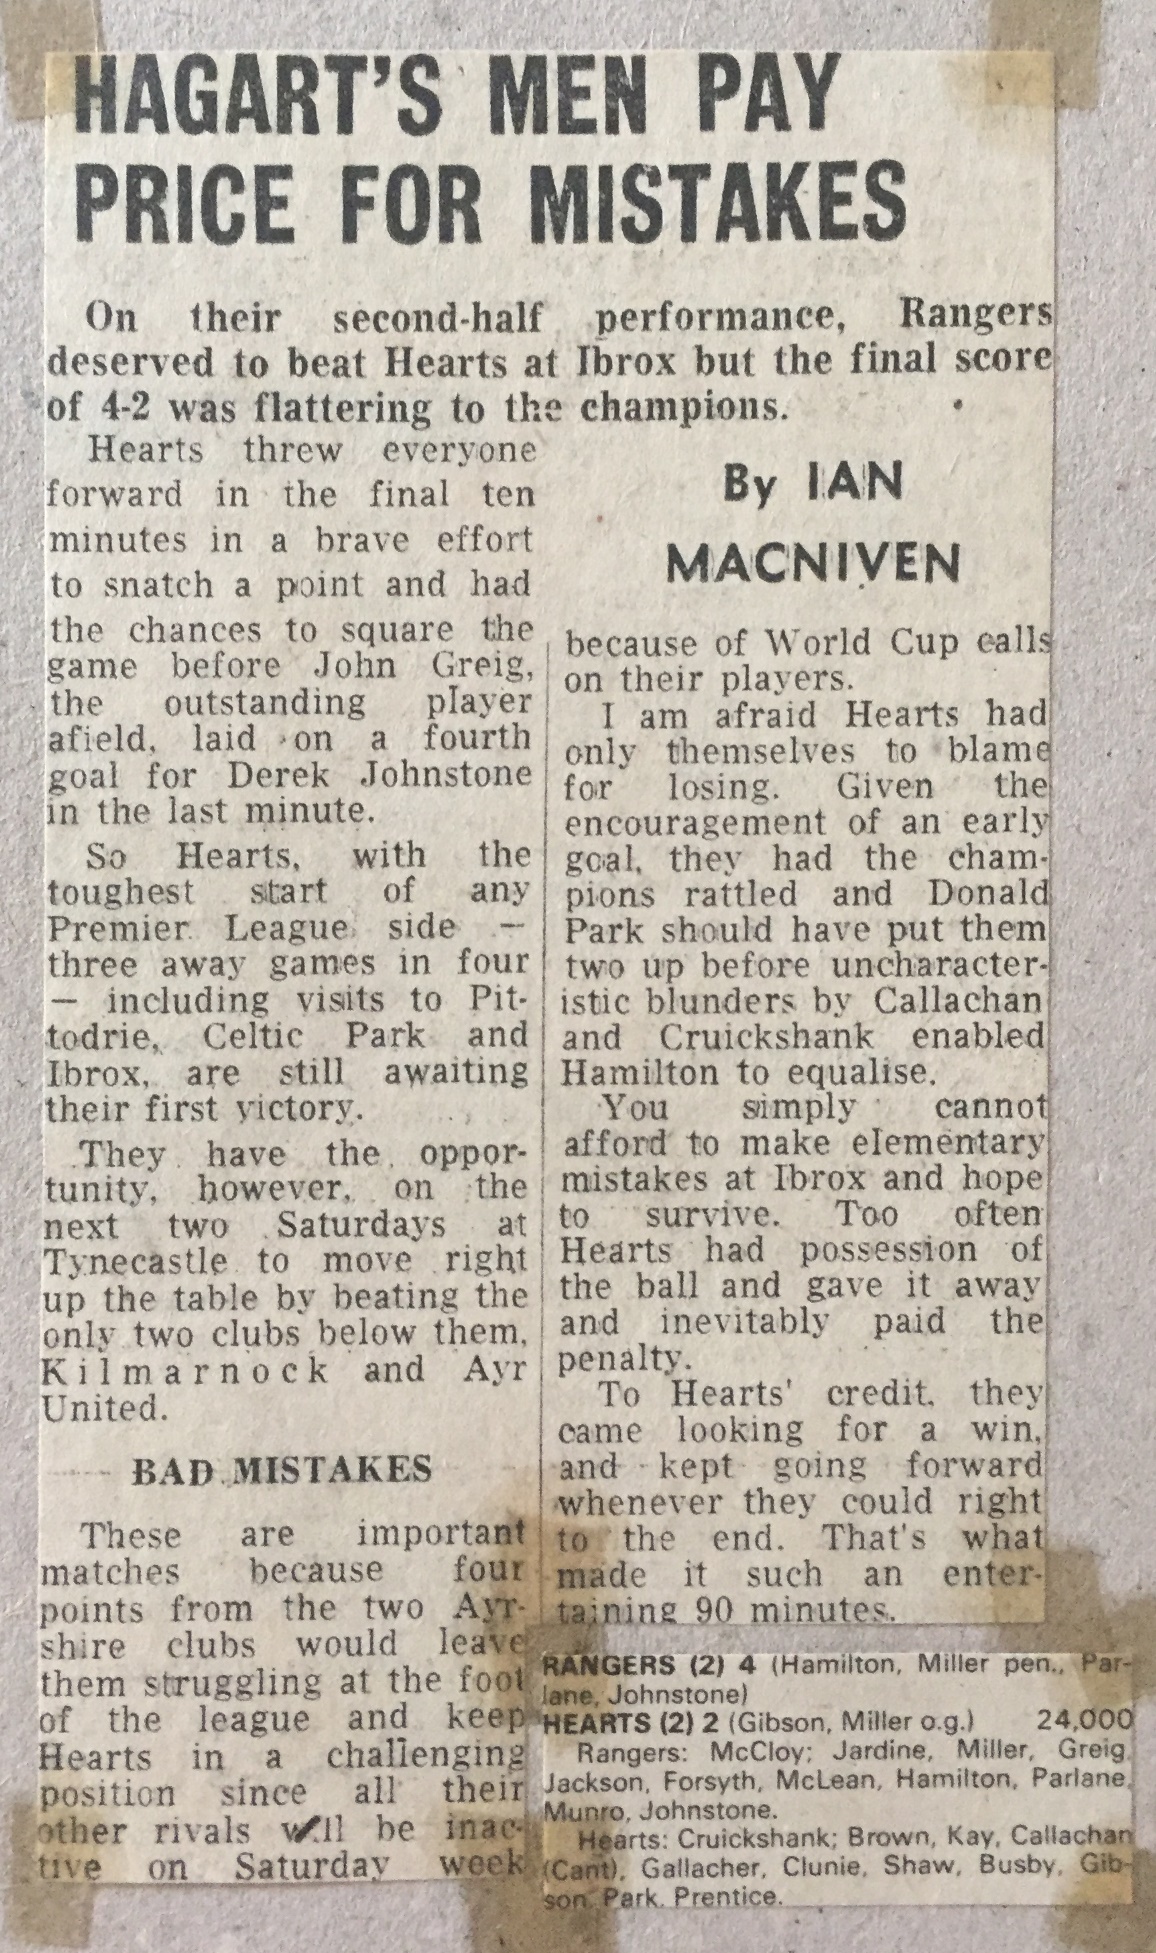 HAGART'S MEN PAY
PRICE FOR MISTAKES
On their second-half performance, Rangers
deserved to beat Hearts at Ibrox but the final score
of 4-2 was flattering to the champions.
Hearts threw everyone
forward in the final ten
minutes in a brave effort
to snatch a point and had
the chances to square the
game before John Greig,
the outstanding player
afield, laid on a fourth
goal for Derek Johnstone
in the last minute.
So Hearts, with the
toughest start of any
Premier League side —
three away games in four
— including visits to Pit-
todrie, Celtic Park and
Ibrox, are still awaiting
their first victory.
They have the oppor-
tunity, however, on the
next two Saturdays at
Tynecastle to move right
up the table by beating the
only two clubs below them,
Kilmarnock and Ayr
United.
BAD MISTAKES
These are important
matches because four
points from the two Ayr-
shire clubs would leave
them struggling at the foot
of the league and keep
Hearts in a challenging
position since all their
other rivals will be inac-
tive on Saturday week
By IAN
MACNIVEN
because of World Cup calls
on their players.
I am afraid Hearts had
only themselves to blame
for losing. Given the
encouragement of an early
goal, they had the cham-
pions rattled and Donald
Park should have put them
two up before uncharacter-
istic blunders by Callachan
and Cruickshank enabled
Hamilton to equalise.
You simply cannot
afford to make elementary
mistakes at Ibrox and hope
to survive. Too often
Hearts had possession of
the ball and gave it away
and inevitably paid the
penalty.
To Hearts' credit, they
came looking for a win,
and kept going forward
whenever they could right
to the end. That's what
made it such an enter-
taining 90 minutes.
RANGERS (2) 4 (Hamilton, Miller pen., Par-
lane, Johnstone)
HEARTS (2) 2 (Gibson, Miller o.g.) 24,000
Rangers: McCloy; Jardine, Miller, Greig,
Jackson, Forsyth, McLean, Hamilton, Parlane,
Munro, Johnstone.
Hearts: Cruickshank; Brown, Kay, Callachan
(Cant), Gallacher, Clunie, Shaw, Busby, Gib-
son, Park, Prentice.